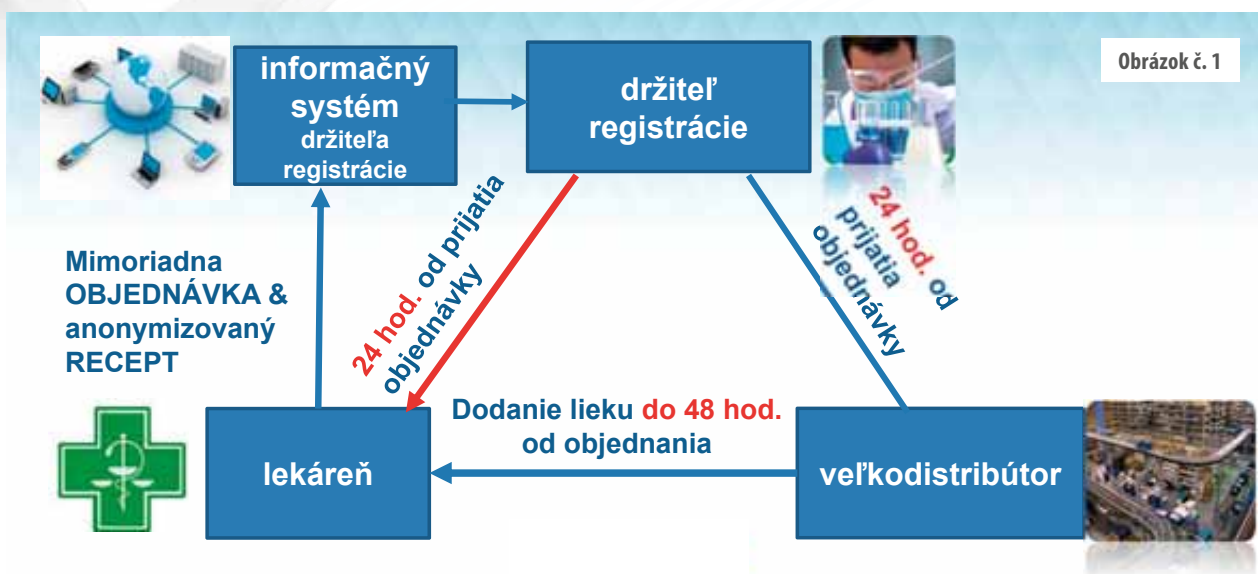 Obrázok č. 1
informačný
systém
držiteľa
registrácie
držiteľ
registrácie
24 hod. od prijatia
objednávky
24 hod. od
prijatia
objednávky
Mimoriadna
OBJEDNÁVKA &
anonymizovaný
RECEPT
Dodanie lieku do 48 hod.
od objednania
lekáreň
veľkodistribútor